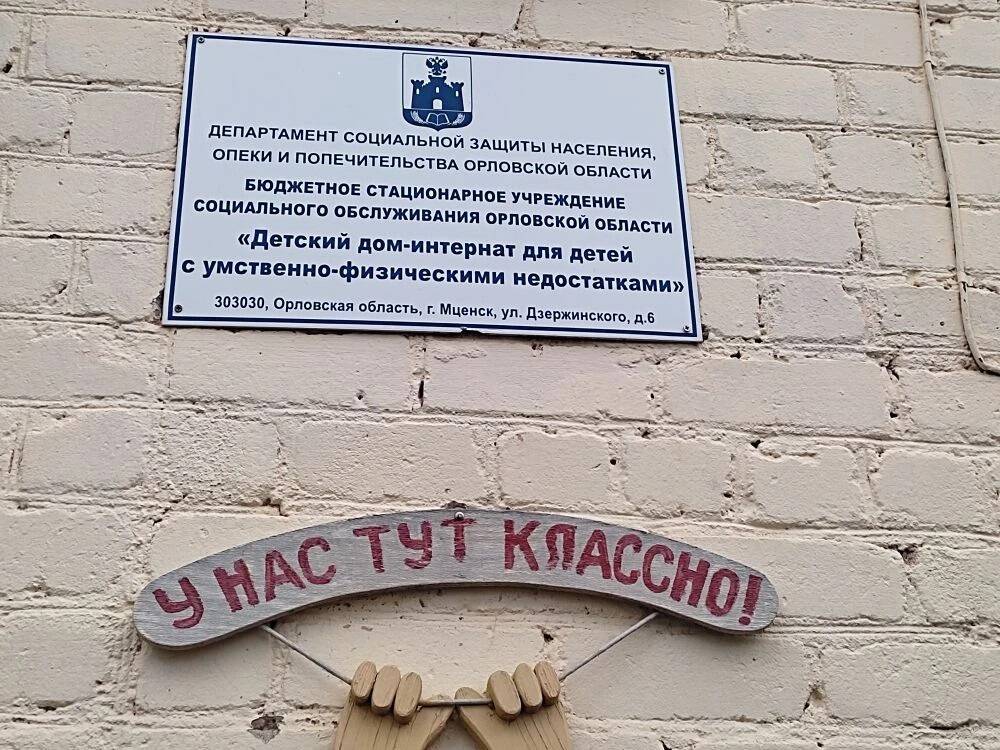 ДЕПАРТАМЕНТ СОЦИАЛЬНОЙ ЗАЩИТЫ НАСЕЛЕНИЯ,
ОПЕКИ И ПОПЕЧИТЕЛЬСТВА ОРЛОВСКОЙ ОБЛАСТИ
БЮДЖЕТНОЕ СТАЦИОНАРНОЕ УЧРЕЖДЕНИЕ
СОЦИАЛЬНОГО ОБСЛУЖИВАНИЯ ОРЛОВСКОЙ ОБЛАСТИ
«Детский дом-интернат для детей
с умственно-физическими недостатками»
303030, Орловская область, г. Мценск, ул. Дзержинского, д.6
У НАС ТУТ КЛАССНО!